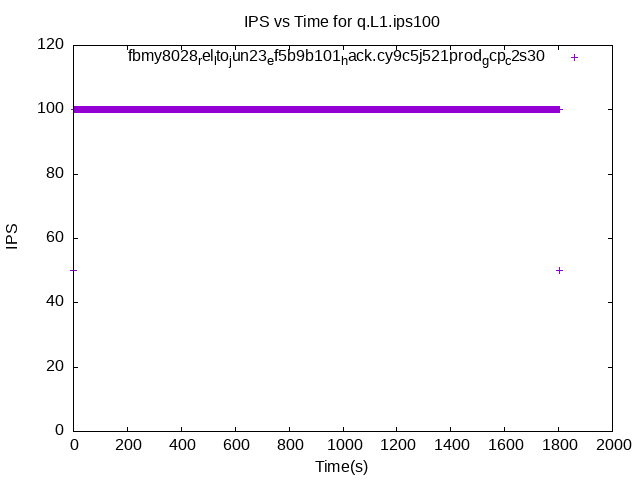 IPS vs Time for q.L1.ips100
fbmy8028relltojun23ef5b9b101hack.cy9c5j521prodgcpc2s30
120
100
80
60
40
20
0
IPS
0 200 400 600 800 1000 1200 1400 1600 1800 2000
Time(s)